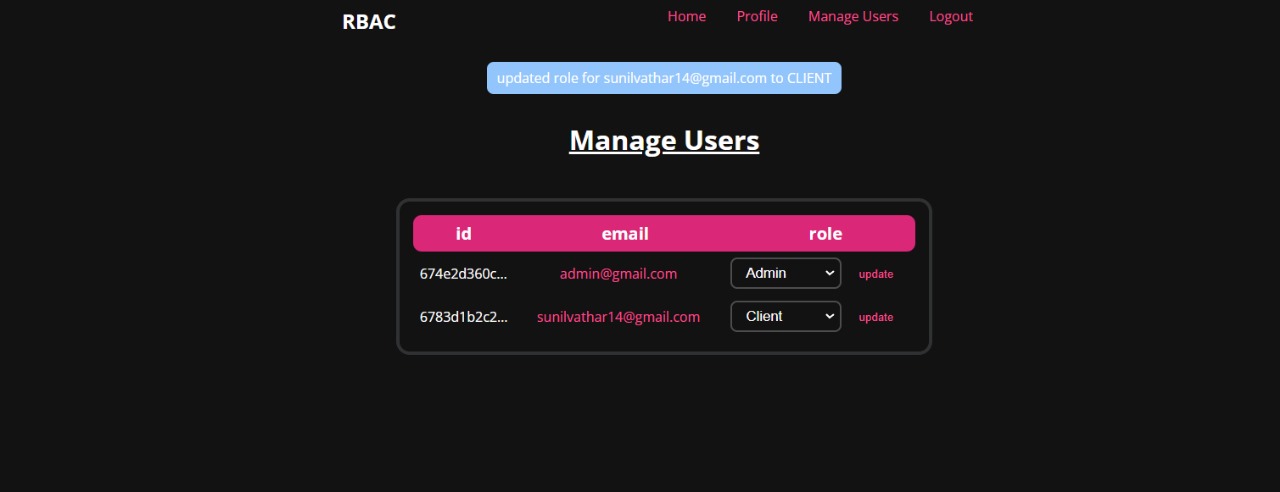 RBAC Home Profile Manage Users Logout
updated role for sunilvathar14@gmail.com to CLIENT
Manage Users
id email role
674e2d360c... admin@gmail.com Admin update
6783d1b2c2... sunilvathar14@gmail.com Client update